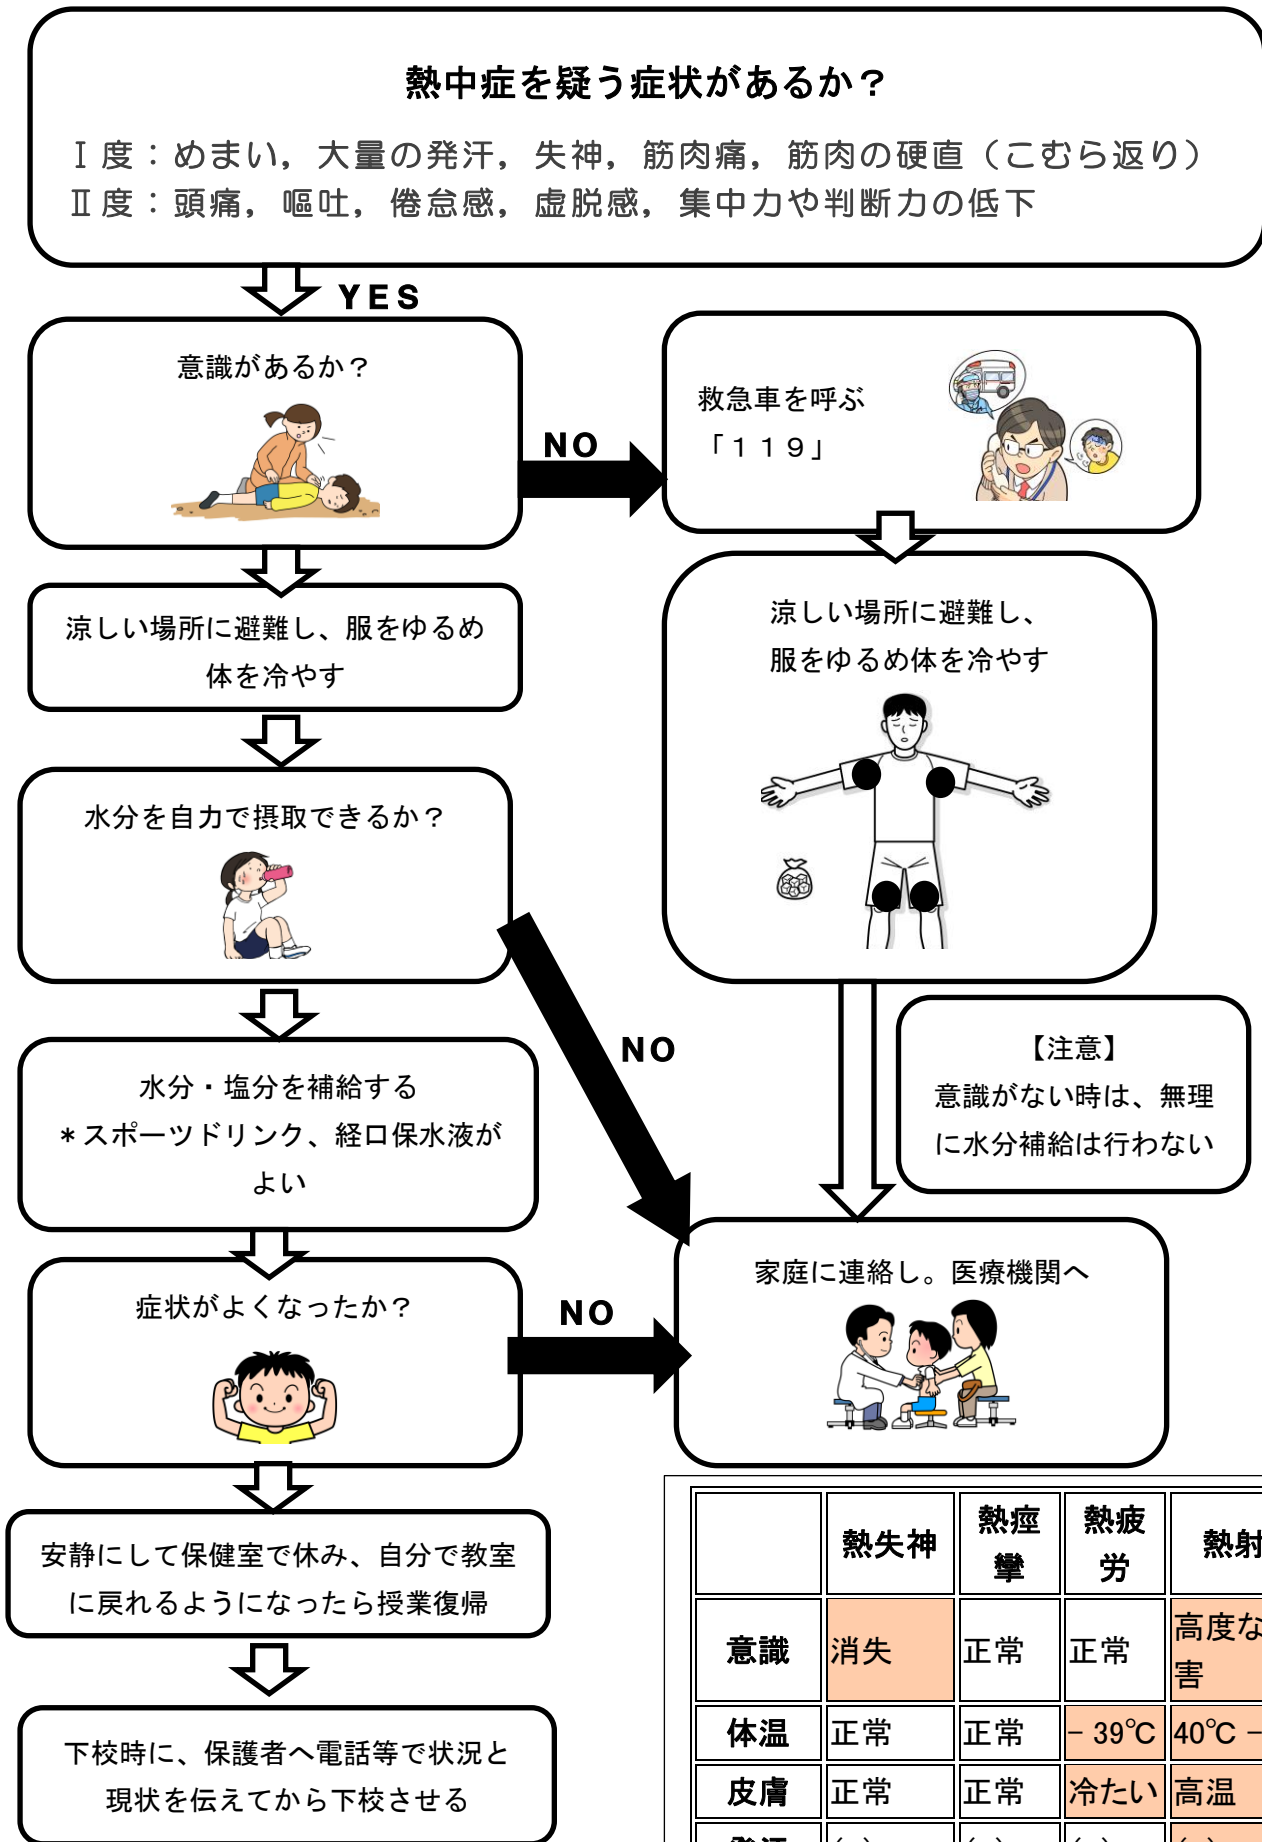 熱中症を疑う症状があるか？
Ⅰ度：めまい，大量の発汗，失神，筋肉痛，筋肉の硬直（こむら返り）
Ⅱ度：頭痛，嘔吐，倦怠感，虚脱感，集中力や判断力の低下
YES
意識があるか？
NO
救急車を呼ぶ
「１１９」
涼しい場所に避難し、服をゆるめ
体を冷やす
涼しい場所に避難し、
服をゆるめ体を冷やす
水分を自力で摂取できるか？
NO
【注意】
意識がない時は、無理
に水分補給は行わない
水分・塩分を補給する
＊スポーツドリンク、経口保水液が
よい
症状がよくなったか？
NO
家庭に連絡し。医療機関へ
安静にして保健室で休み、自分で教室
に戻れるようになったら授業復帰
下校時に、保護者へ電話等で状況と
現状を伝えてから下校させる
熱失神 熱痙攣 熱疲労 熱射
意識 消失 正常 正常 高度な害
体温 正常 正常 －39℃ 40℃－
皮膚 正常 正常 冷たい 高温